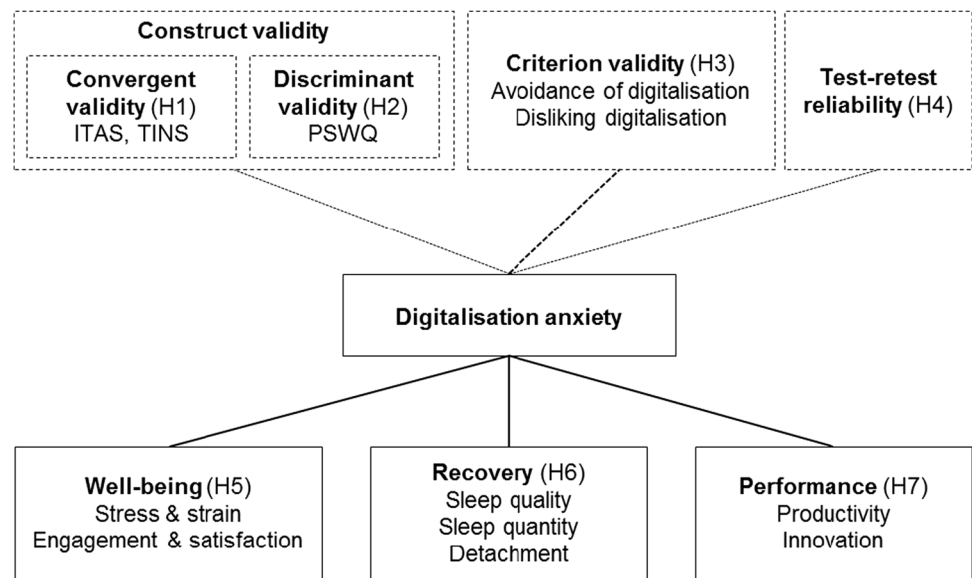 Construct validity
Convergent
validity (H1)
ITAS, TINS
Discriminant
validity (H2)
PSWQ
Criterion validity (H3)
Avoidance of digitalisation
Disliking digitalisation
Test-retest
reliability (H4)
Digitalisation anxiety
Well-being (H5)
Stress & strain
Engagement & satisfaction
Recovery (H6)
Sleep quality
Sleep quantity
Detachment
Performance (H7)
Productivity
Innovation